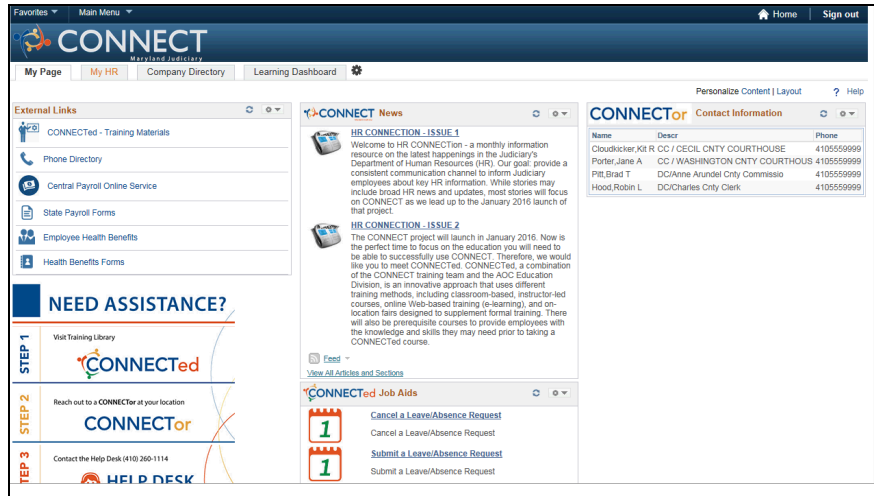 Favorites Main Menu
Home Sign out
CONNECT
Maryland Judiciary
My Page My HR Company Directory Learning Dashboard
Personalize Content | Layout ? Help
External Links
CONNECTed - Training Materials
Phone Directory
Central Payroll Online Service
State Payroll Forms
Employee Health Benefits
Health Benefits Forms
NEED ASSISTANCE?
STEP 1
Visit Training Library
CONNECTed
STEP 2
Reach out to a CONNECTor at your location
CONNECTor
STEP 3
Contact the Help Desk (410) 260-1114
HELP DESK
CONNECT News
HR CONNECTION - ISSUE 1
Welcome to HR CONNECTion - a monthly information
resource on the latest happenings in the Judiciary's
Department of Human Resources (HR). Our goal: provide a
consistent communication channel to inform Judiciary
employees about key HR information. While stories may
include broad HR news and updates, most stories will focus
on CONNECT as we lead up to the January 2016 launch of
that project.
HR CONNECTION - ISSUE 2
The CONNECT project will launch in January 2016. Now is
the perfect time to focus on the education you will need to
be able to successfully use CONNECT. Therefore, we would
like you to meet CONNECTed. CONNECTed, a combination
of the CONNECT training team and the AOC Education
Division, is an innovative approach that uses different
training methods, including classroom-based, instructor-led
courses, online Web-based training (e-learning), and on-
location fairs designed to supplement formal training. There
will also be prerequisite courses to provide employees with
the knowledge and skills they may need prior to taking a
CONNECTed course.
Feed
View All Articles and Sections
CONNECTed Job Aids
1
Cancel a Leave/Absence Request
Cancel a Leave/Absence Request
1
Submit a Leave/Absence Request
Submit a Leave/Absence Request
CONNECTor Contact Information
Name Descr Phone
Cloudkicker,Kit R CC / CECIL CNTY COURTHOUSE 4105559999
Porter,Jane A CC / WASHINGTON CNTY COURTHOUS 4105559999
Pitt,Brad T DC/Anne Arundel Cnty Commissio 4105559999
Hood,Robin L DC/Charles Cnty Clerk 4105559999